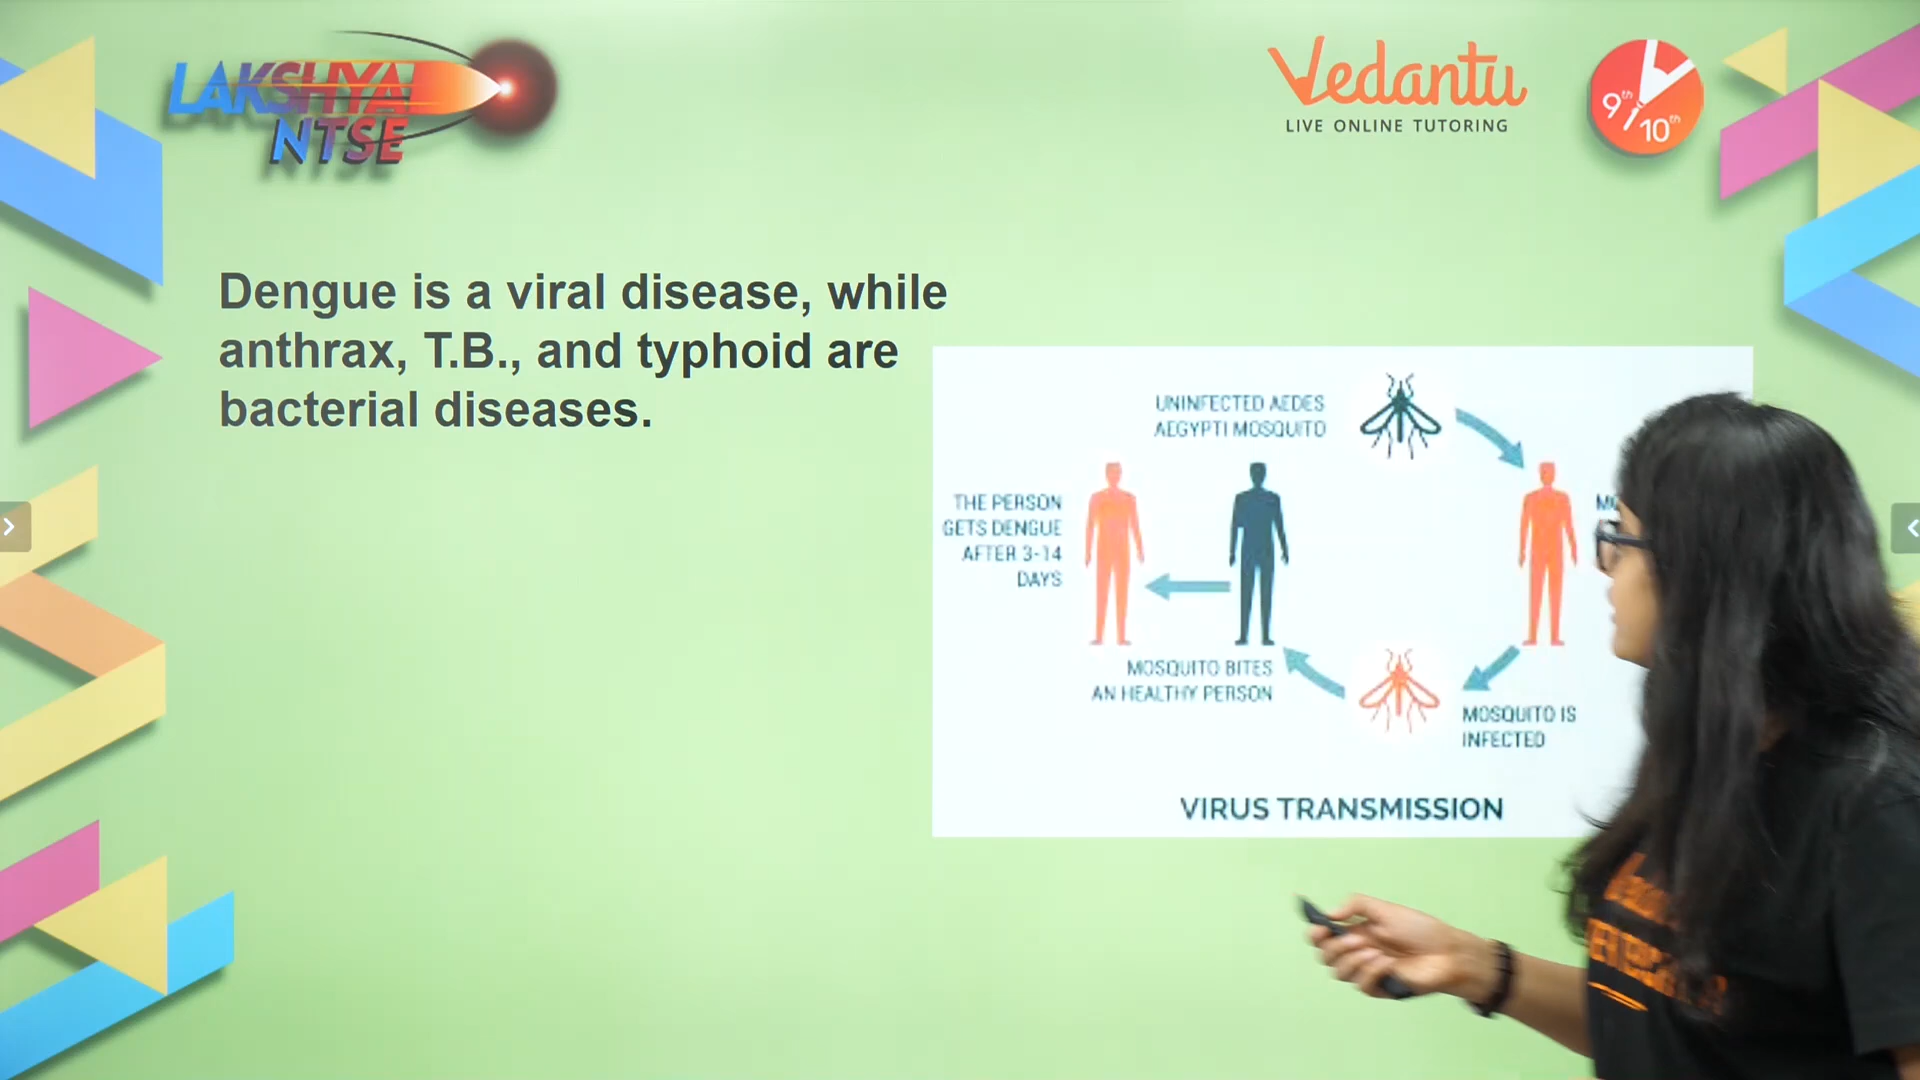 LAKSHYA
NTSE
Vedantu
LIVE ONLINE TUTORING
9th
10th
Dengue is a viral disease, while
anthrax, T.B., and typhoid are
bacterial diseases.
UNINFECTED AEDES
AEGYPTI MOSQUITO
THE PERSON
GETS DENGUE
AFTER 3-14
DAYS
MOSQUITO BITES
AN HEALTHY PERSON
MOSQUITO IS
INFECTED
VIRUS TRANSMISSION